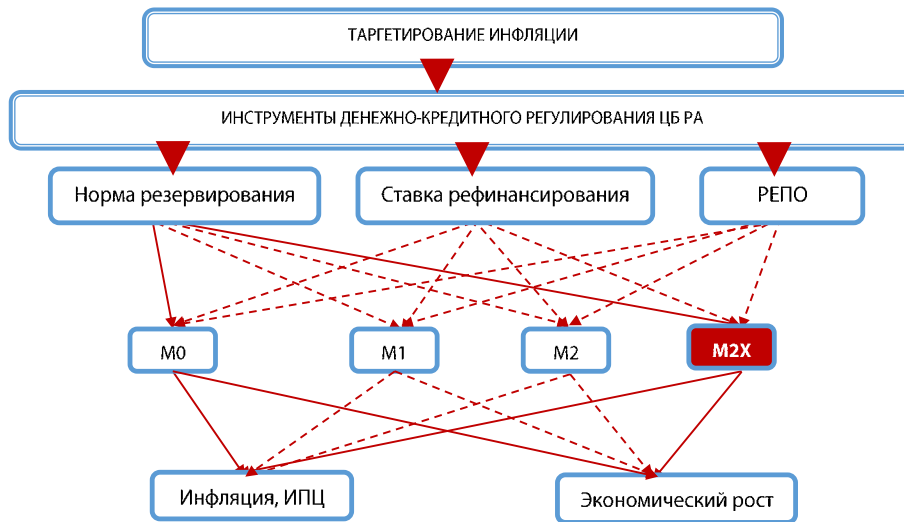 ТАРГЕТИРОВАНИЕ ИНФЛЯЦИИ
ИНСТРУМЕНТЫ ДЕНЕЖНО-КРЕДИТНОГО РЕГУЛИРОВАНИЯ ЦБ РА
Норма резервирования
Ставка рефинансирования
РЕПО
М0
М1
М2
М2Х
Инфляция, ИПЦ
Экономический рост